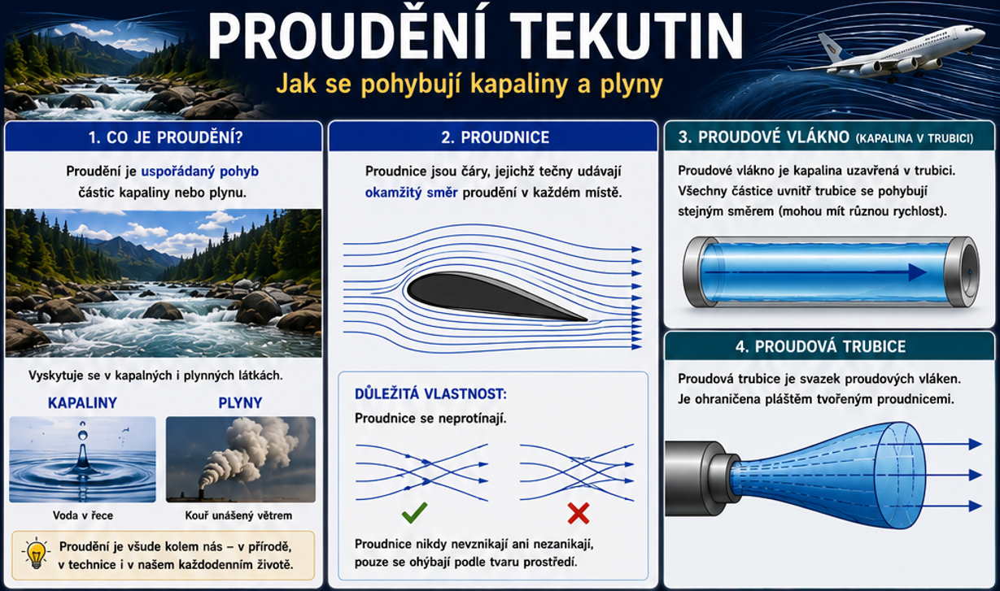 PROUDĚNÍ TEKUTIN
Jak se pohybují kapaliny a plyny
1. CO JE PROUDĚNÍ?
Proudění je uspořádaný pohyb
částic kapaliny nebo plynu.
Vyskytuje se v kapalných i plynných látkách.
KAPALINY
PLYNY
Voda v řece
Kouř unášený větrem
Proudění je všude kolem nás – v přírodě,
v technice i v našem každodenním životě.
2. PROUDNICE
Proudnice jsou čáry, jejichž tečny udávají
okamžitý směr proudění v každém místě.
DŮLEŽITÁ VLASTNOST:
Proudnice se neprotínají.
Proudnice nikdy nevznikají ani nezanikají,
pouze se ohýbají podle tvaru prostředí.
3. PROUDOVÉ VLÁKNO (KAPALINA V TRUBICI)
Proudové vlákno je kapalina uzavřená v trubici.
Všechny částice uvnitř trubice se pohybují
stejným směrem (mohou mít různou rychlost).
4. PROUDOVÁ TRUBICE
Proudová trubice je svazek proudových vláken.
Je ohraničena pláštěm tvořeným proudnicemi.